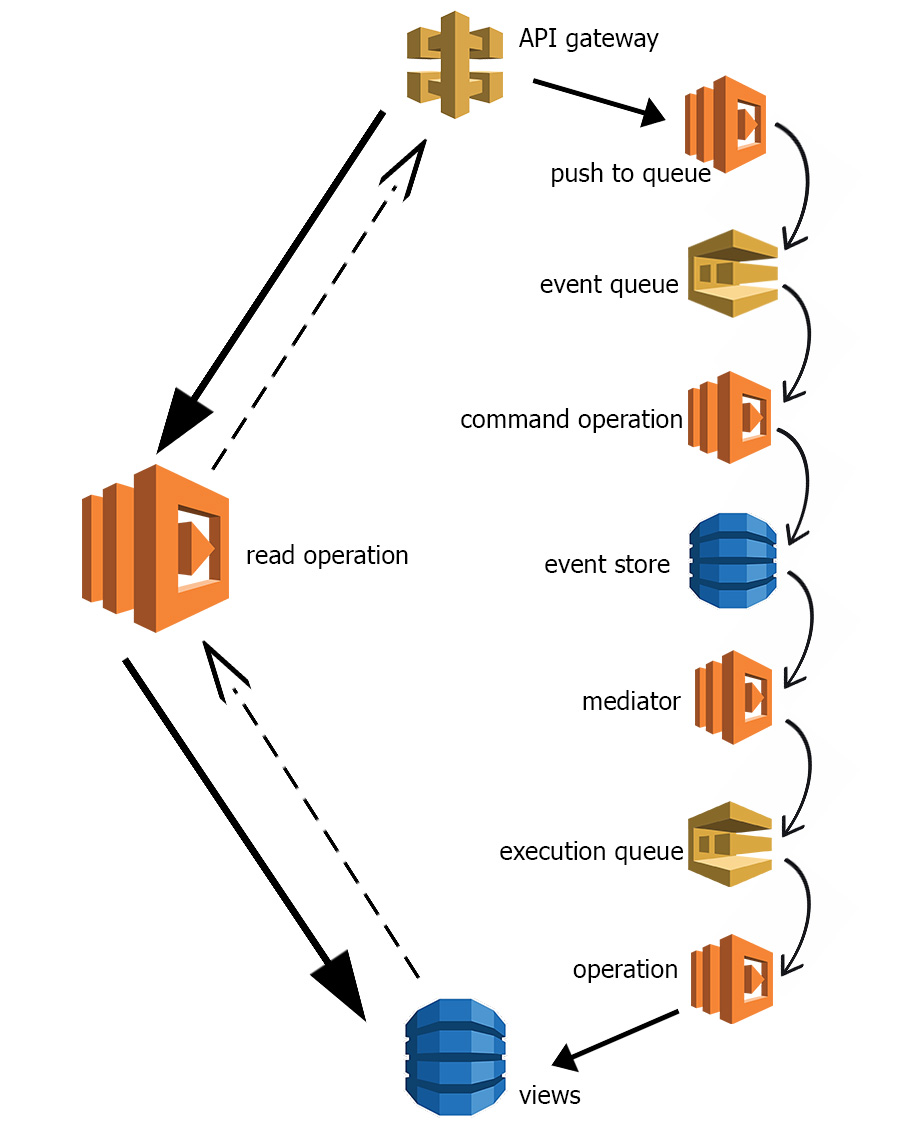 API gateway
push to queue
event queue
command operation
event store
read operation
mediator
execution queue
operation
views